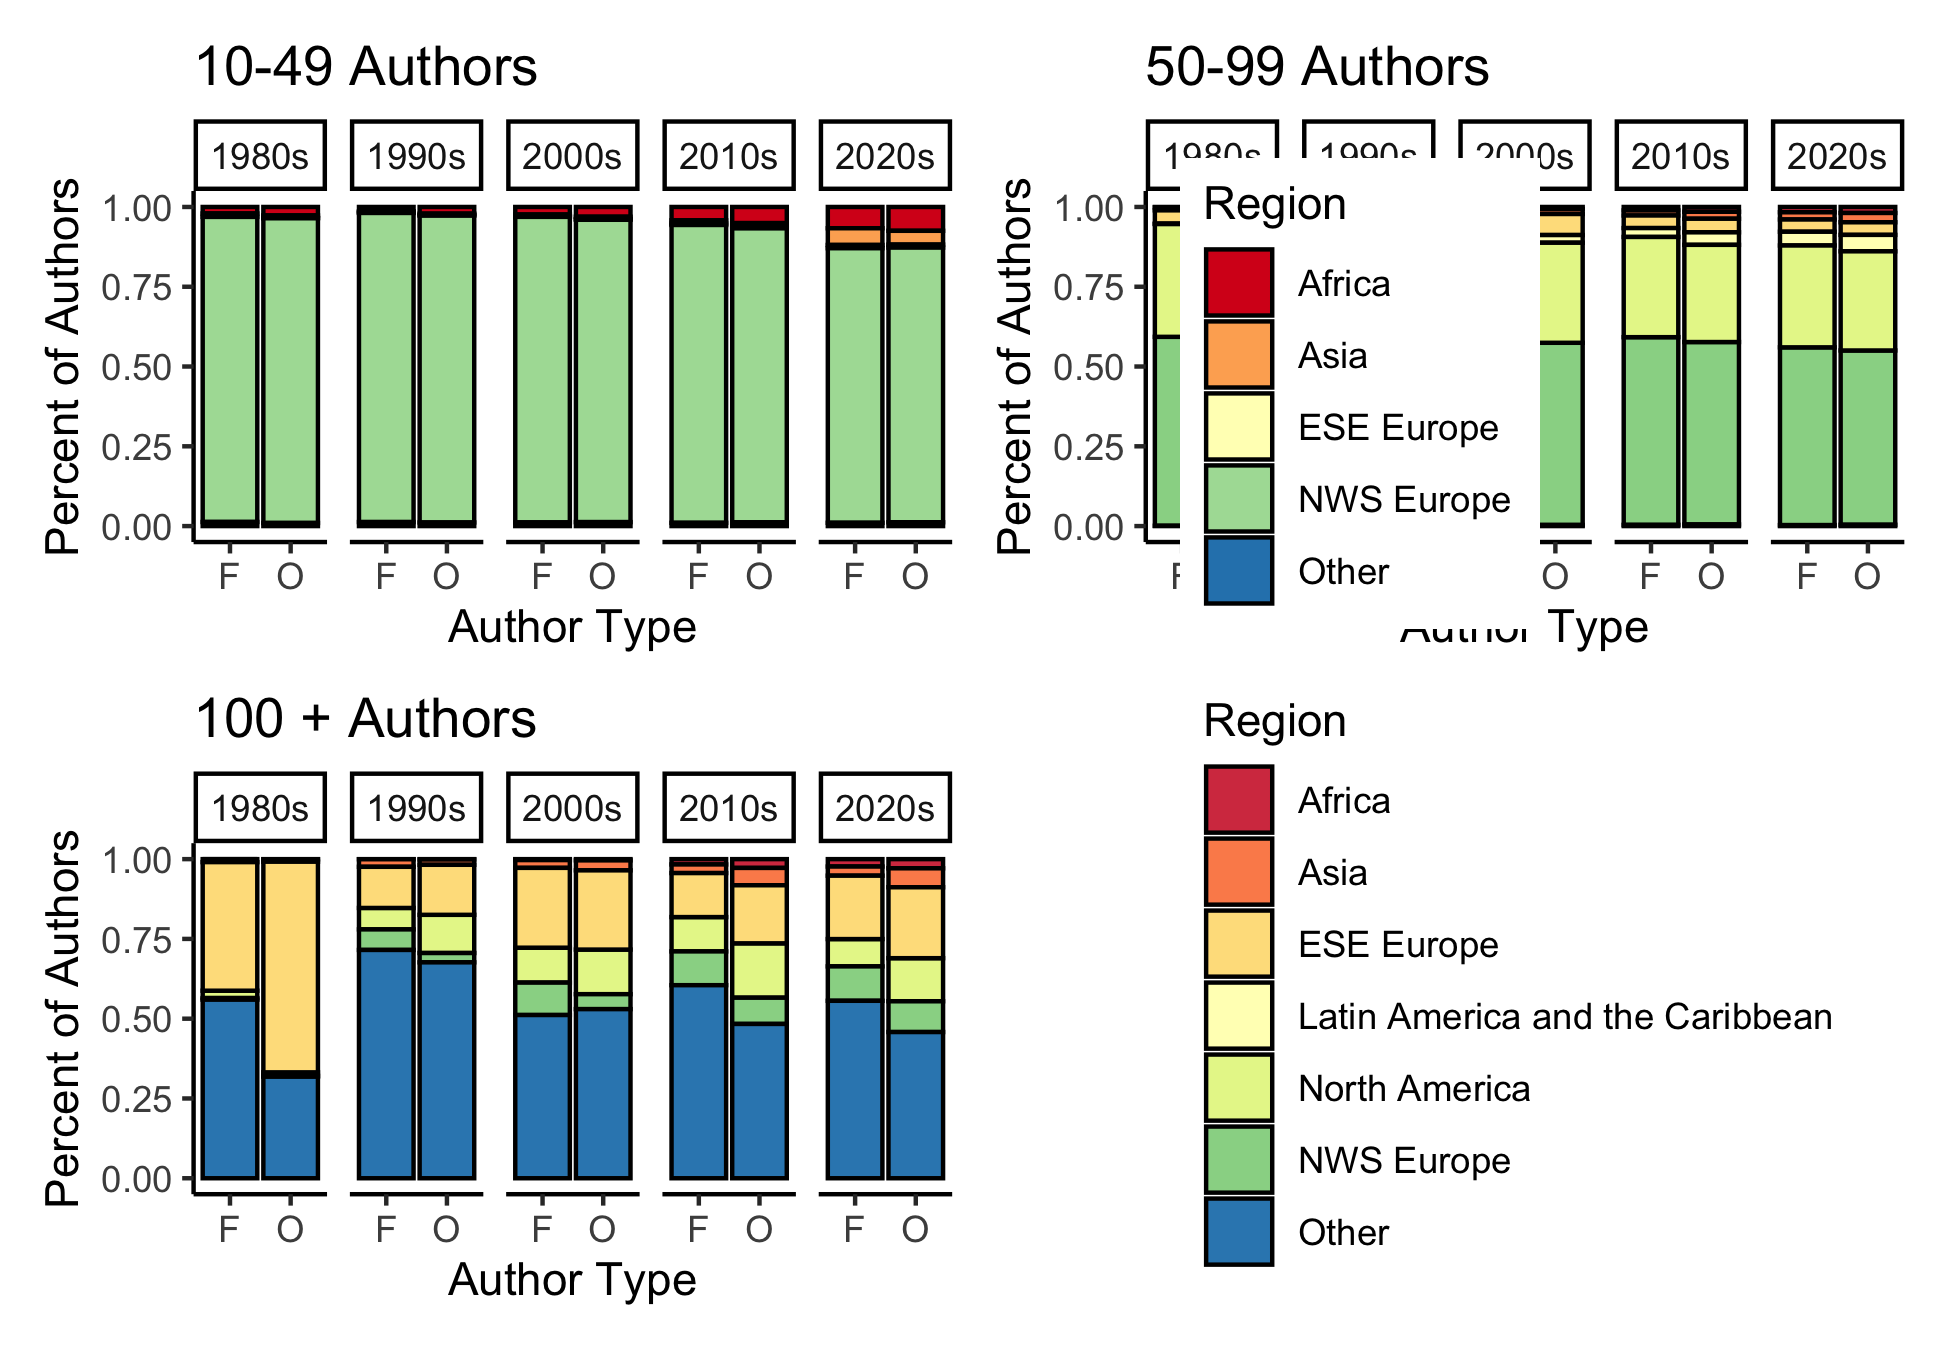 10-49 Authors
1980s 1990s 2000s 2010s 2020s
Percent of Authors
1.00
0.75
0.50
0.25
0.00
F O F O F O F O F O
Author Type
50-99 Authors
1980s 1990s 2000s 2010s 2020s
Percent of Authors
1.00
0.75
0.50
0.25
0.00
F O F O F O
Author Type
Region
Africa
Asia
ESE Europe
NWS Europe
Other
100 + Authors
1980s 1990s 2000s 2010s 2020s
Percent of Authors
1.00
0.75
0.50
0.25
0.00
F O F O F O F O F O
Author Type
Region
Africa
Asia
ESE Europe
Latin America and the Caribbean
North America
NWS Europe
Other